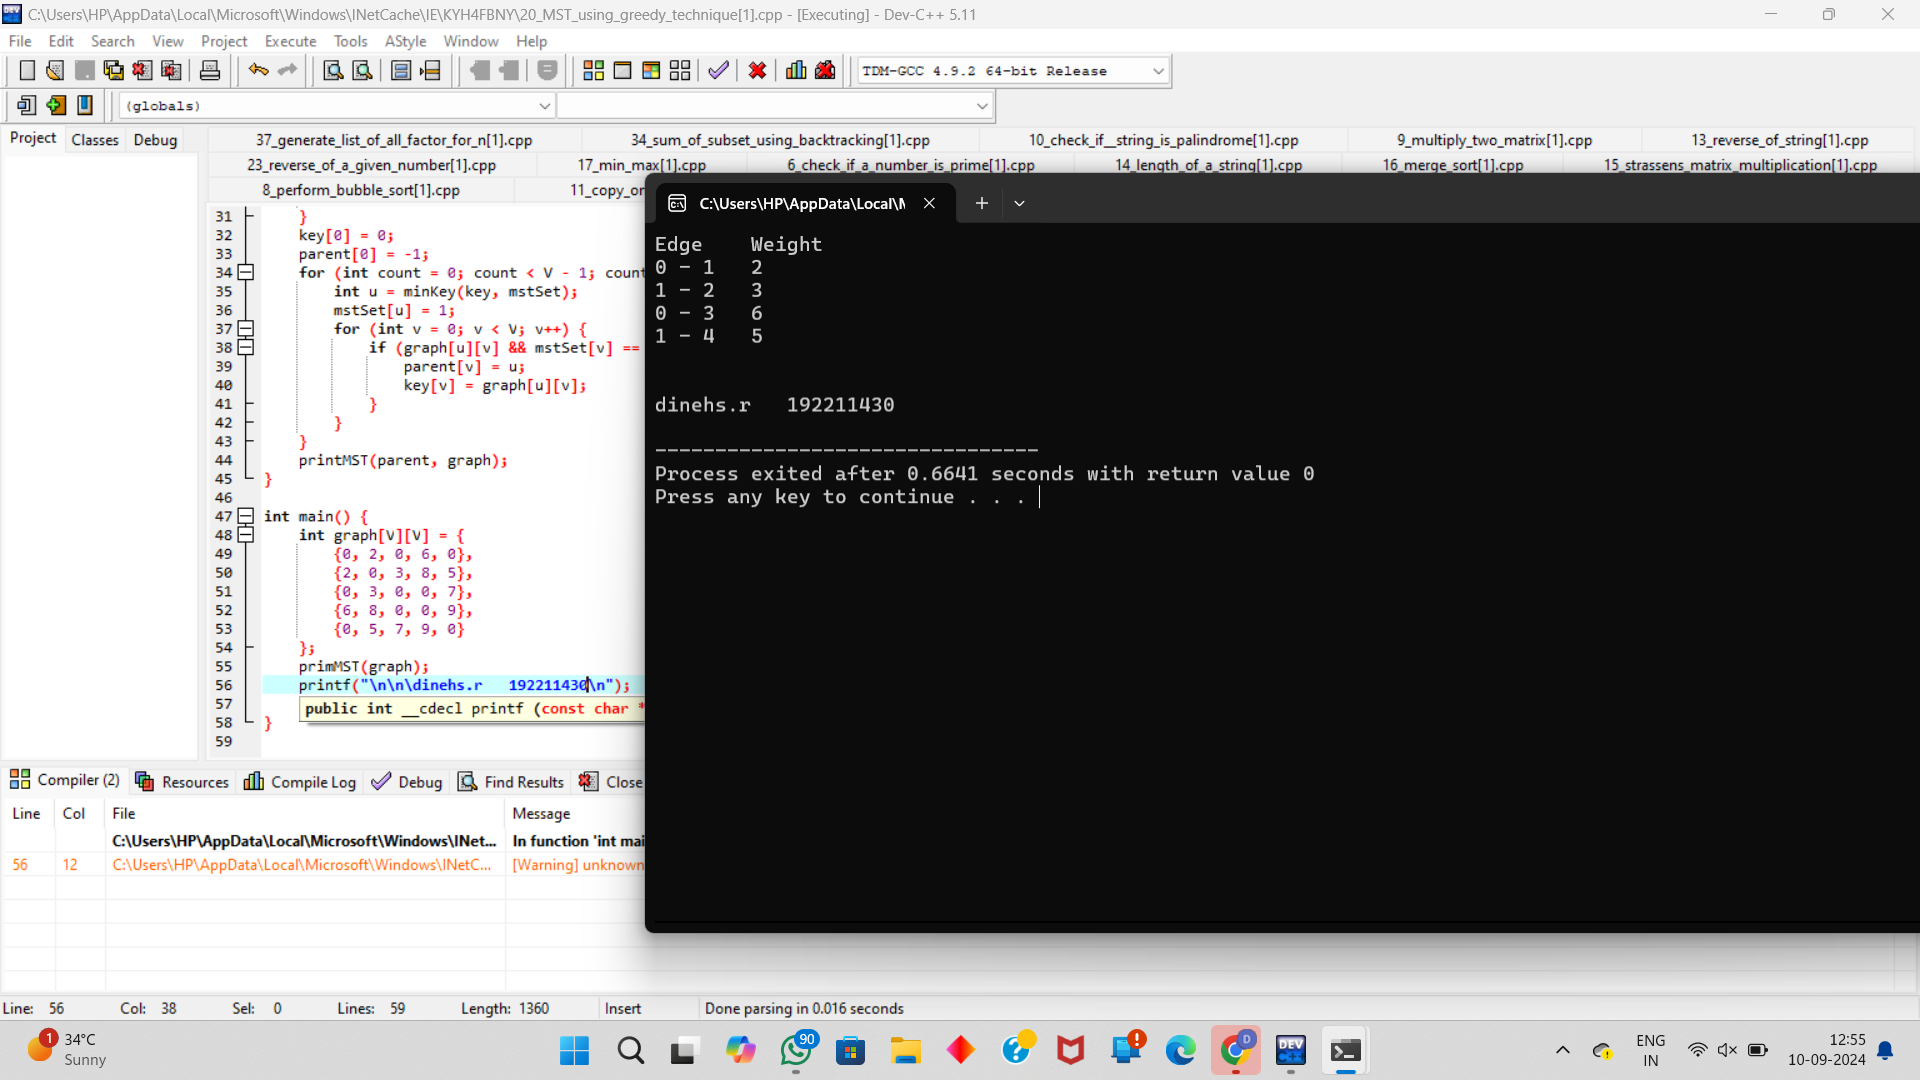 C:\Users\HP\AppData\Local\Microsoft\Windows\INetCache\IE\KYH4FBNY\20_MST_using_greedy_technique[1].cpp - [Executing] - Dev-C++ 5.11
File Edit Search View Project Execute Tools AStyle Window Help
TDM-GCC 4.9.2 64-bit Release
(globals)
Project Classes Debug
37_generate_list_of_all_factor_for_n[1].cpp 34_sum_of_subset_using_backtracking[1].cpp 10_check_if__string_is_palindrome[1].cpp 9_multiply_two_matrix[1].cpp 13_reverse_of_string[1].cpp
23_reverse_of_a_given_number[1].cpp 17_min_max[1].cpp 6_check_if_a_number_is_prime[1].cpp 14_length_of_a_string[1].cpp 16_merge_sort[1].cpp 15_strassens_matrix_multiplication[1].cpp
8_perform_bubble_sort[1].cpp 11_copy_on
31 }
32 key[0] = 0;
33 parent[0] = -1;
34 for (int count = 0; count < V - 1; count
35 int u = minKey(key, mstSet);
36 mstSet[u] = 1;
37 for (int v = 0; v < V; v++) {
38 if (graph[u][v] && mstSet[v] ==
39 parent[v] = u;
40 key[v] = graph[u][v];
41 }
42 }
43 }
44 printMST(parent, graph);
45 }
46
47 int main() {
48 int graph[V][V] = {
49 {0, 2, 0, 6, 0},
50 {2, 0, 3, 8, 5},
51 {0, 3, 0, 0, 7},
52 {6, 8, 0, 0, 9},
53 {0, 5, 7, 9, 0}
54 };
55 primMST(graph);
56 printf("\n\n\dinehs.r   192211430\n");
57 public int __cdecl printf (const char *
58 }
59
C:\Users\HP\AppData\Local\M
Edge    Weight
0 - 1   2
1 - 2   3
0 - 3   6
1 - 4   5
dinehs.r   192211430
--------------------------------
Process exited after 0.6641 seconds with return value 0
Press any key to continue . . .
Compiler (2) Resources Compile Log Debug Find Results Close
Line Col File Message
C:\Users\HP\AppData\Local\Microsoft\Windows\INet... In function 'int mai
56 12 C:\Users\HP\AppData\Local\Microsoft\Windows\INetC... [Warning] unknown
Line: 56 Col: 38 Sel: 0 Lines: 59 Length: 1360 Insert Done parsing in 0.016 seconds
1 34°C
Sunny
90
D
DEV
C++
ENG
IN
12:55
10-09-2024